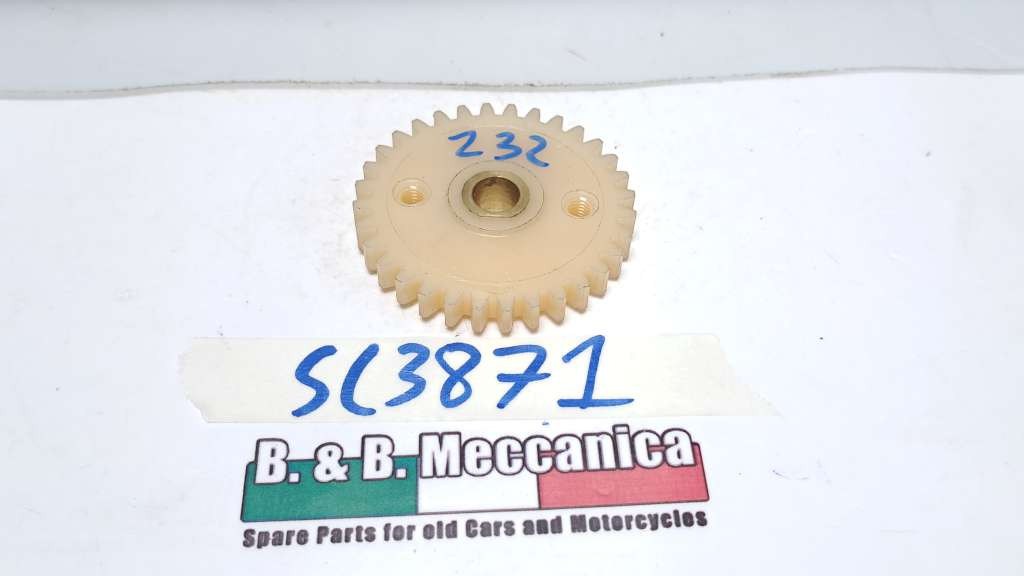 232
SC3871
B. & B. Meccanica
Spare Parts for old Cars and Motorcycles